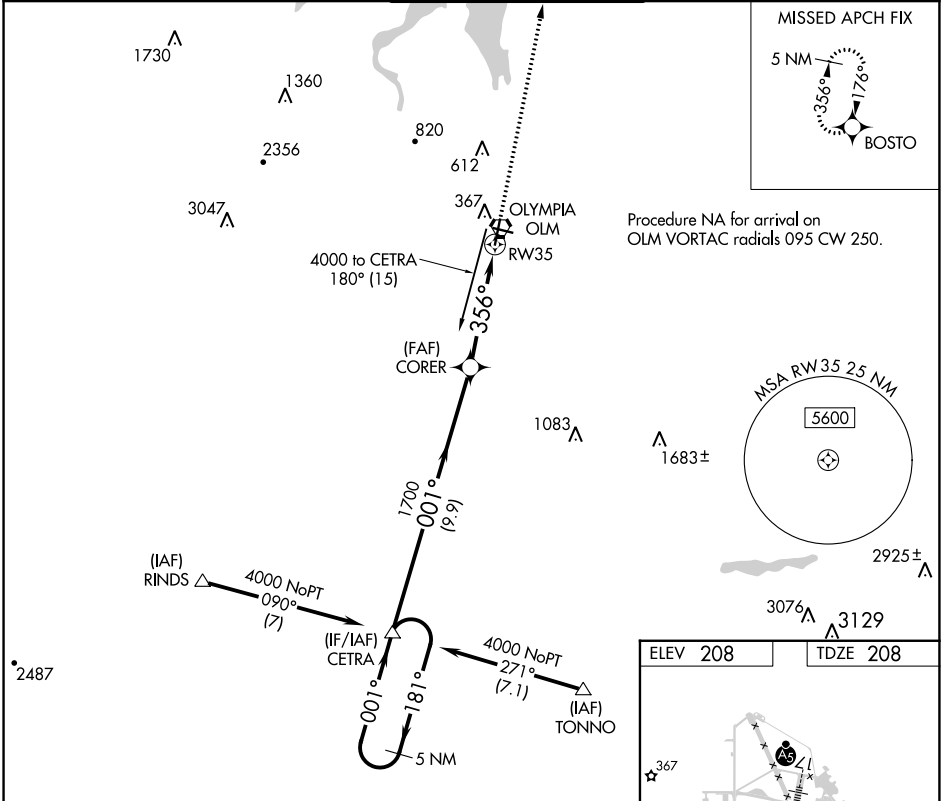 MISSED APCH FIX
5 NM
356°
176°
BOSTO
1730
1360
820
2356
612
3047
367
OLYMPIA
OLM
RW35
Procedure NA for arrival on
OLM VORTAC radials 095 CW 250.
4000 to CETRA
180° (15)
356°
(FAF)
CORER
MSA RW35 25 NM
5600
1083
1683±
1700
001°
(9.9)
2925±
(IAF)
RINDS
4000 NoPT
090°
(7)
3076
3129
(IF/IAF)
CETRA
4000 NoPT
271°
(7.1)
(IAF)
TONNO
2487
001°
181°
5 NM
ELEV 208
TDZE 208
A5
17
367